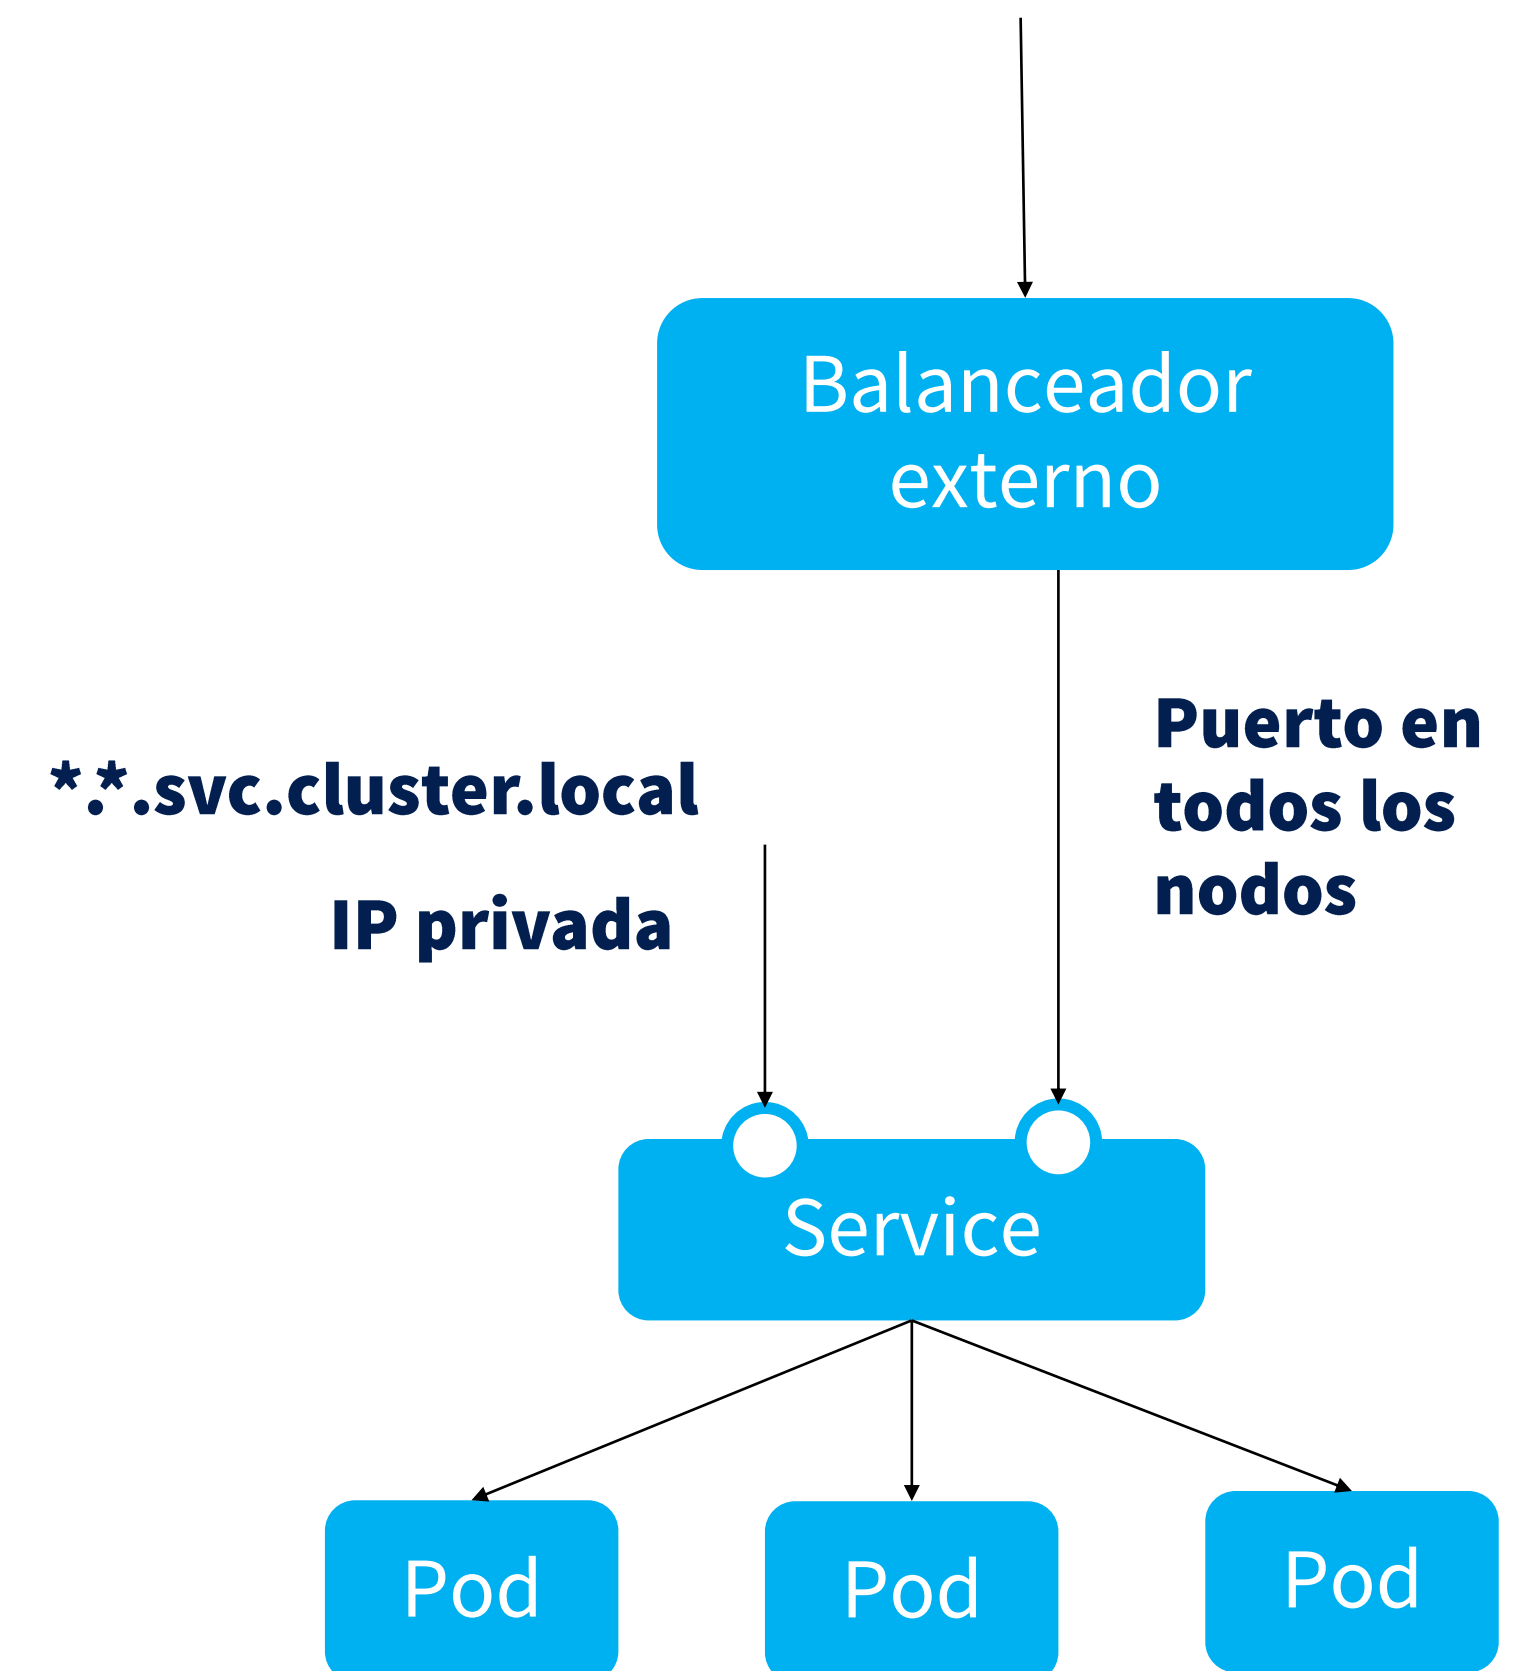 Balanceador
externo
Puerto en
todos los
nodos
*.*.svc.cluster.local
IP privada
Service
Pod
Pod
Pod